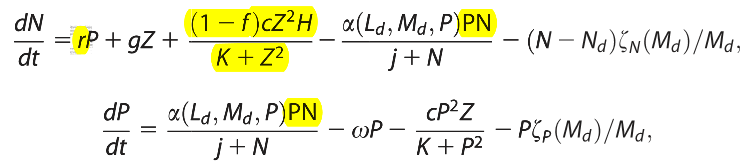 dN/dt = rP + gZ + (1 − f)cZ²H/(K + Z²) − α(L_d, M_d, P)PN/(j + N) − (N − N_d)ζ_N(M_d)/M_d,
dP/dt = α(L_d, M_d, P)PN/(j + N) − ωP − cP²Z/(K + P²) − Pζ_P(M_d)/M_d,